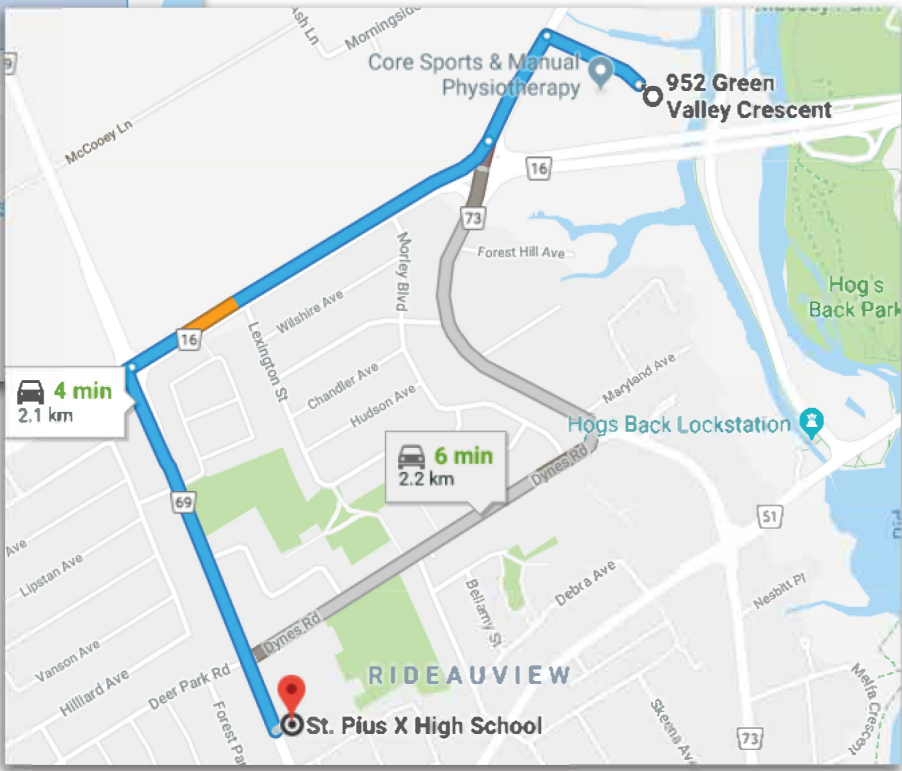 Ash Ln
Morningside
9
Core Sports & Manual
Physiotherapy
952 Green
Valley Crescent
McCooey Ln
16
73
Forest Hill Ave
Morley Blvd
Hog's
Back Park
Wilshire Ave
16
Lexington St
Chandler Ave
Maryland Ave
4 min
2.1 km
Hudson Ave
Hogs Back Lockstation
6 min
2.2 km
Dynes Rd
69
51
Ave
Lipstan Ave
Debra Ave
Nesbitt Pl
Bellamy St
Dynes Rd
Vanson Ave
Deer Park Rd
RIDEAUVIEW
Hilliard Ave
Melfa Crescent
Forest Par
St. Pius X High School
Skeena Ave
73